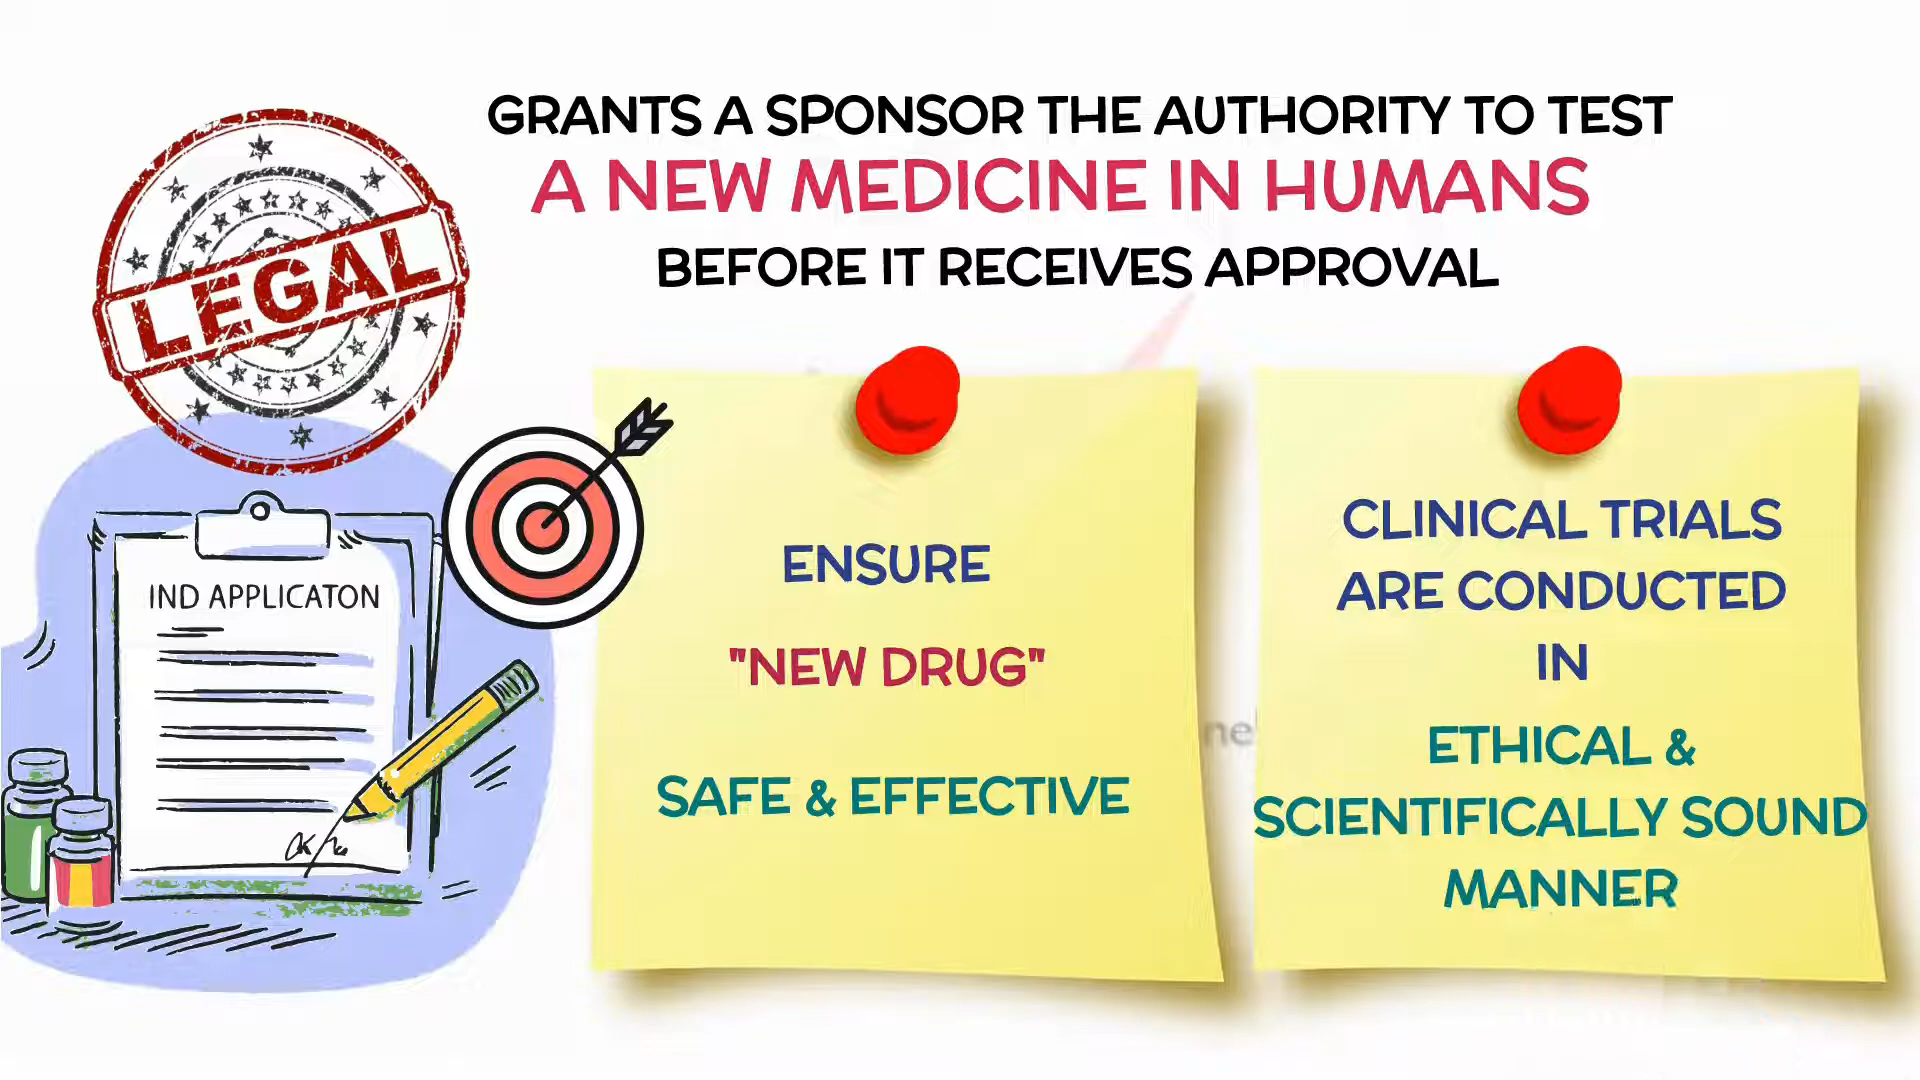 GRANTS A SPONSOR THE AUTHORITY TO TEST
A NEW MEDICINE IN HUMANS
BEFORE IT RECEIVES APPROVAL
LEGAL
IND APPLICATON
ENSURE
"NEW DRUG"
SAFE & EFFECTIVE
CLINICAL TRIALS
ARE CONDUCTED
IN
ETHICAL &
SCIENTIFICALLY SOUND
MANNER